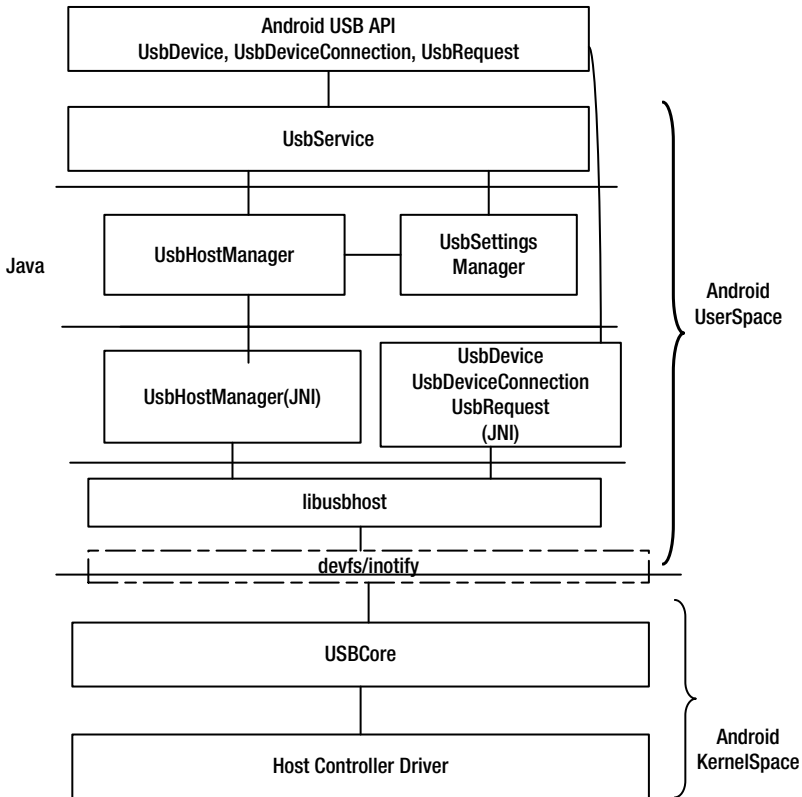 Android USB API
UsbDevice, UsbDeviceConnection, UsbRequest
UsbService
Java
UsbHostManager
UsbSettings
Manager
Android
UserSpace
UsbHostManager(JNI)
UsbDevice
UsbDeviceConnection
UsbRequest
(JNI)
libusbhost
devfs/inotify
USBCore
Host Controller Driver
Android
KernelSpace